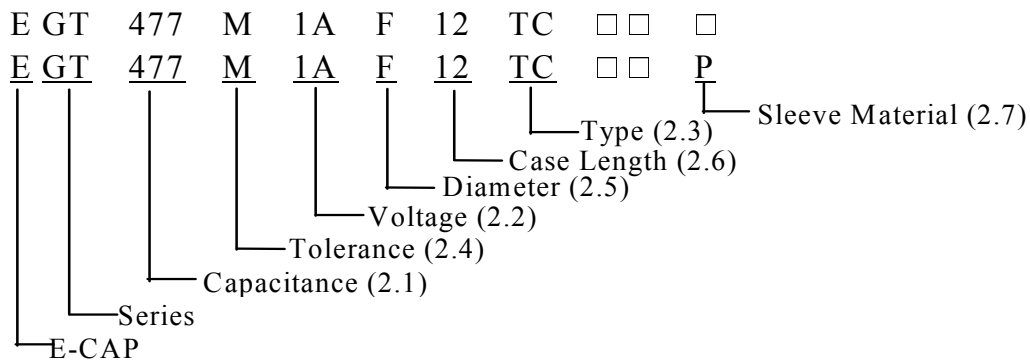 E GT 477 M 1A F 12 TC □□ □
E GT 477 M 1A F 12 TC □□ P
Sleeve Material (2.7)
Type (2.3)
Case Length (2.6)
Diameter (2.5)
Voltage (2.2)
Tolerance (2.4)
Capacitance (2.1)
Series
E-CAP